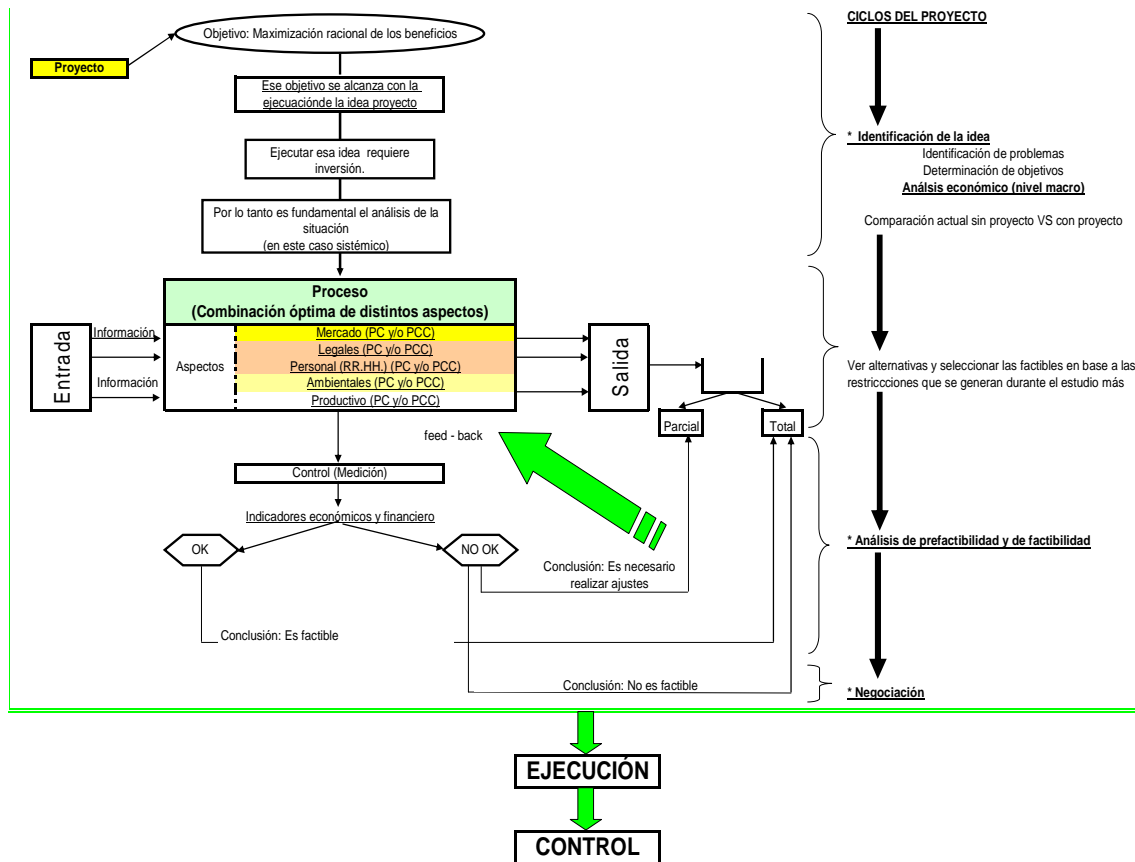 Objetivo: Maximización racional de los beneficios
Proyecto
Ese objetivo se alcanza con la
ejecuaciónde la idea proyecto
Ejecutar esa idea requiere
inversión.
Por lo tanto es fundamental el análisis de la
situación
(en este caso sistémico)
Proceso
(Combinación óptima de distintos aspectos)
Entrada
Información
Información
Aspectos
Mercado (PC y/o PCC)
Legales (PC y/o PCC)
Personal (RR.HH.) (PC y/o PCC)
Ambientales (PC y/o PCC)
Productivo (PC y/o PCC)
Salida
Parcial
Total
feed - back
Control (Medición)
Indicadores económicos y financiero
OK
NO OK
Conclusión: Es necesario
realizar ajustes
Conclusión: Es factible
Conclusión: No es factible
CICLOS DEL PROYECTO
* Identificación de la idea
Identificación de problemas
Determinación de objetivos
Análsis económico (nivel macro)
Comparación actual sin proyecto VS con proyecto
Ver alternativas y seleccionar las factibles en base a las
restriccciones que se generan durante el estudio más
* Análisis de prefactibilidad y de factibilidad
* Negociación
EJECUCIÓN
CONTROL